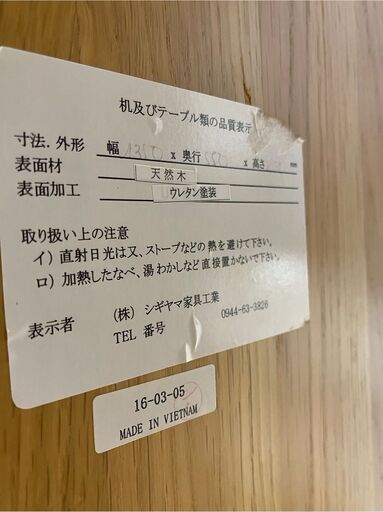 机及びテーブル類の品質表示
寸法.外形 幅 1350 x 奥行 x 高さ mm
表面材 天然木
表面加工 ウレタン塗装
取り扱い上の注意
イ）直射日光は又、ストーブなどの熱を避けて下さい。
ロ）加熱したなべ、湯わかしなど直接置かないで下さい。
表示者 （株）シギヤマ家具工業
TEL 番号 0944-63-3826
16-03-05
MADE IN VIETNAM